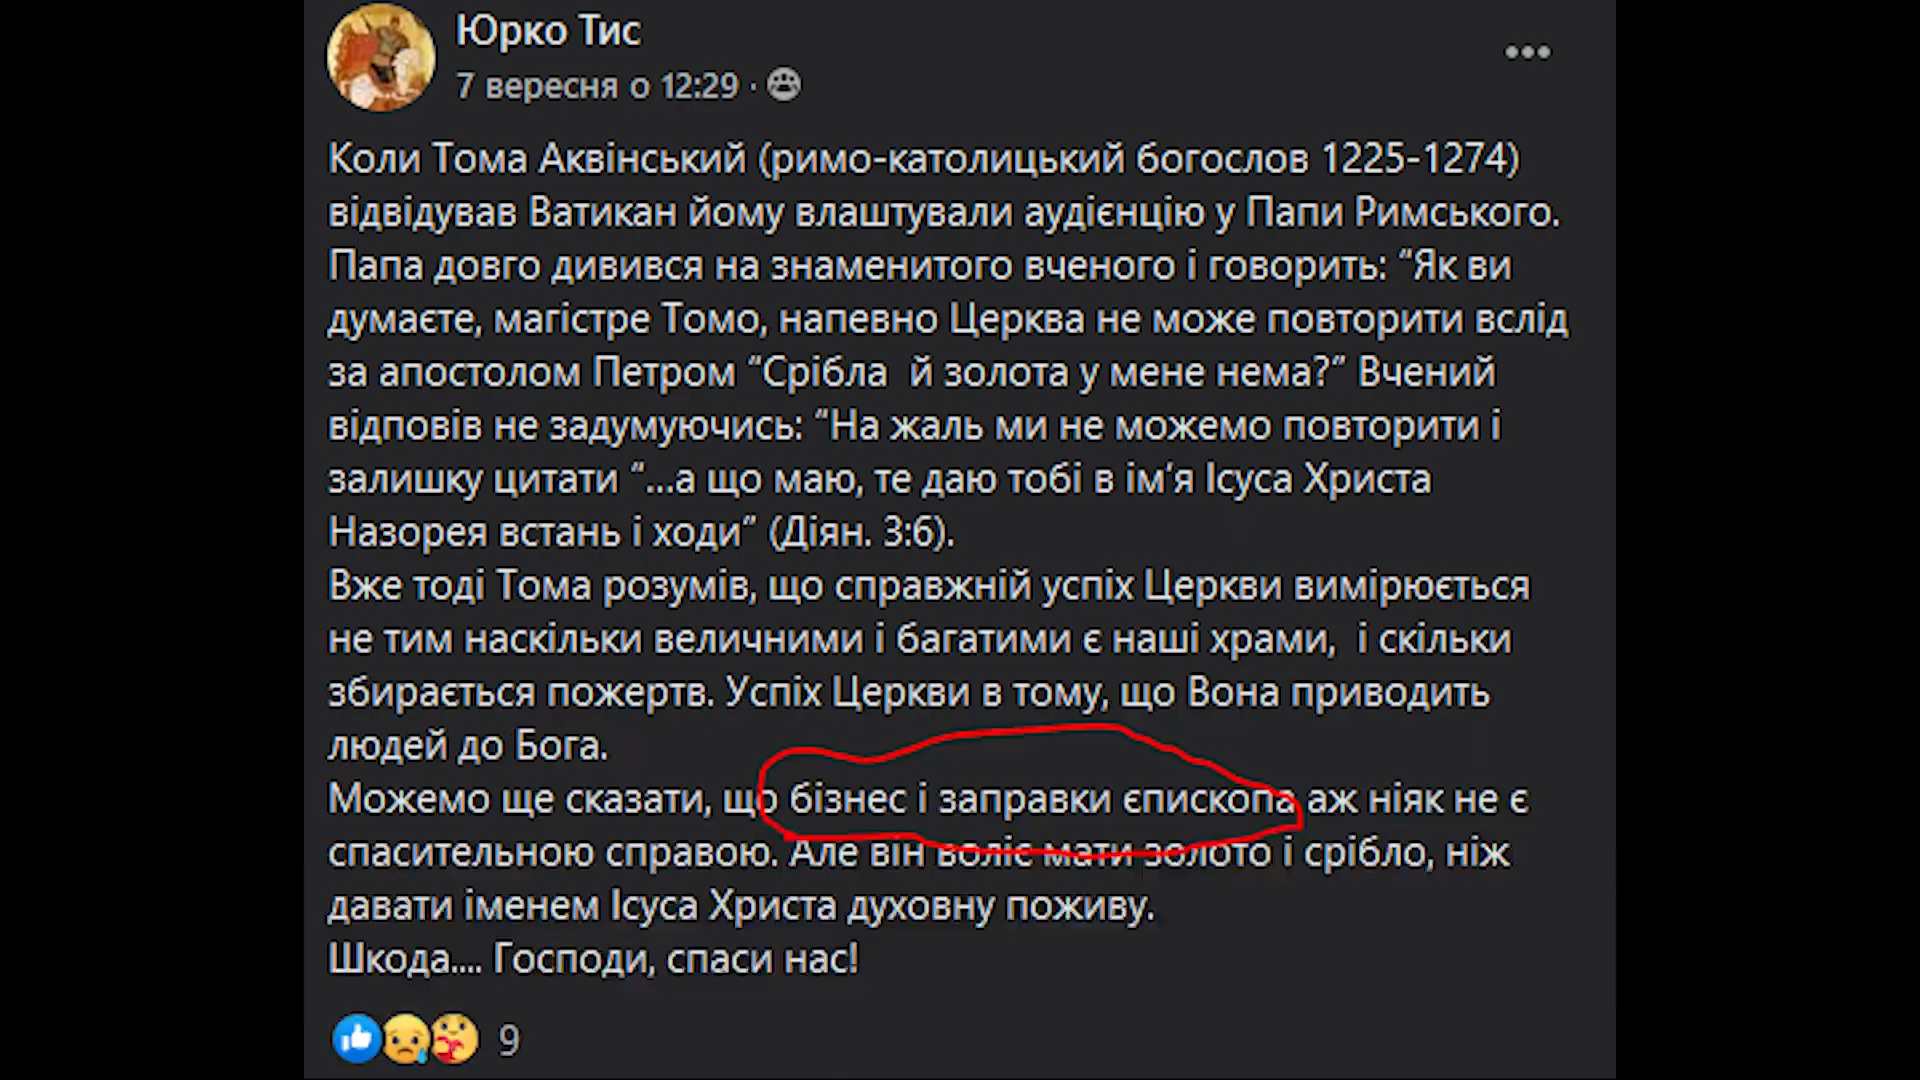 Юрко Тис
7 вересня о 12:29 ·
Коли Тома Аквінський (римо-католицький богослов 1225-1274)
відвідував Ватикан йому влаштували аудієнцію у Папи Римського.
Папа довго дивився на знаменитого вченого і говорить: “Як ви
думаєте, магістре Томо, напевно Церква не може повторити вслід
за апостолом Петром “Срібла  й золота у мене нема?” Вчений
відповів не задумуючись: “На жаль ми не можемо повторити і
залишку цитати “...а що маю, те даю тобі в ім’я Ісуса Христа
Назорея встань і ходи” (Діян. 3:6).
Вже тоді Тома розумів, що справжній успіх Церкви вимірюється
не тим наскільки величними і багатими є наші храми,  і скільки
збирається пожертв. Успіх Церкви в тому, що Вона приводить
людей до Бога.
Можемо ще сказати, що бізнес і заправки єпископа аж ніяк не є
спасительною справою. Але він воліє мати золото і срібло, ніж
давати іменем Ісуса Христа духовну поживу.
Шкода.... Господи, спаси нас!
9